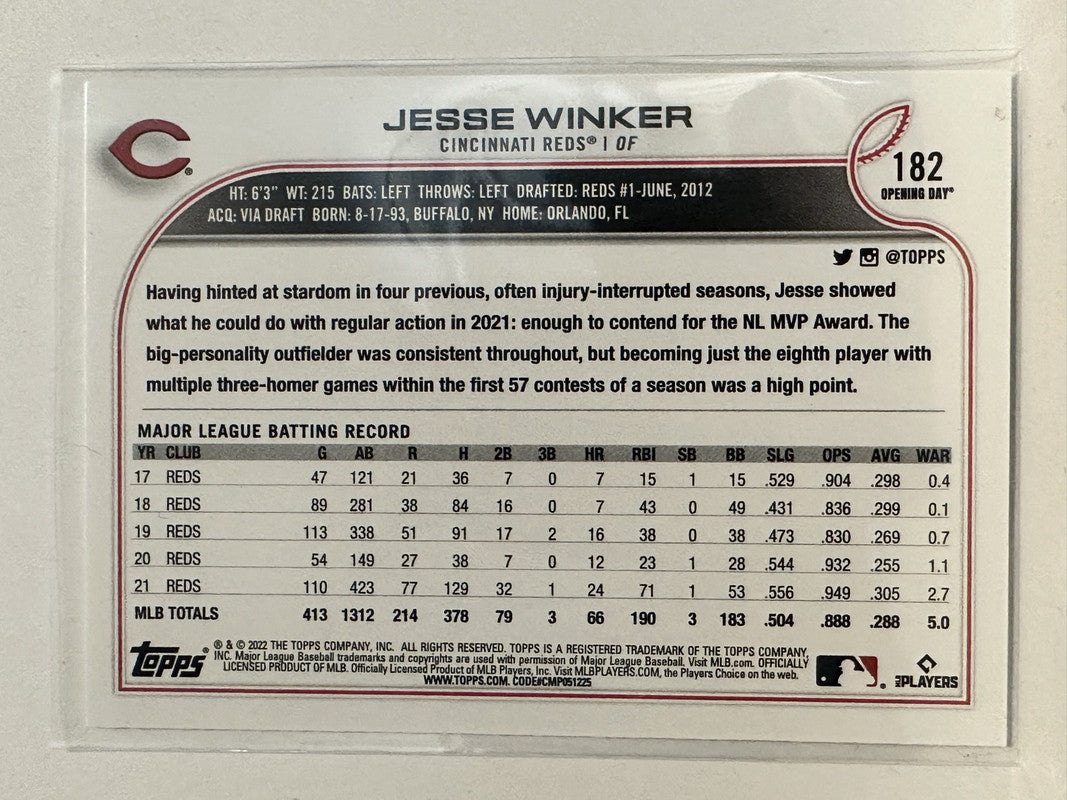 JESSE WINKER
CINCINNATI REDS® | OF
182
OPENING DAY®
HT: 6'3" WT: 215 BATS: LEFT THROWS: LEFT DRAFTED: REDS #1-JUNE, 2012
ACQ: VIA DRAFT BORN: 8-17-93, BUFFALO, NY HOME: ORLANDO, FL
@TOPPS
Having hinted at stardom in four previous, often injury-interrupted seasons, Jesse showed
what he could do with regular action in 2021: enough to contend for the NL MVP Award. The
big-personality outfielder was consistent throughout, but becoming just the eighth player with
multiple three-homer games within the first 57 contests of a season was a high point.
MAJOR LEAGUE BATTING RECORD
YR CLUB G AB R H 2B 3B HR RBI SB BB SLG OPS AVG WAR
17 REDS 47 121 21 36 7 0 7 15 1 15 .529 .904 .298 0.4
18 REDS 89 281 38 84 16 0 7 43 0 49 .431 .836 .299 0.1
19 REDS 113 338 51 91 17 2 16 38 0 38 .473 .830 .269 0.7
20 REDS 54 149 27 38 7 0 12 23 1 28 .544 .932 .255 1.1
21 REDS 110 423 77 129 32 1 24 71 1 53 .556 .949 .305 2.7
MLB TOTALS 413 1312 214 378 79 3 66 190 3 183 .504 .888 .288 5.0
topps
® & © 2022 THE TOPPS COMPANY, INC. ALL RIGHTS RESERVED. TOPPS IS A REGISTERED TRADEMARK OF THE TOPPS COMPANY,
INC. Major League Baseball trademarks and copyrights are used with permission of Major League Baseball. Visit MLB.com. OFFICIALLY
LICENSED PRODUCT OF MLB. Officially Licensed Product of MLB Players, Inc. Visit MLBPLAYERS.COM, the Players Choice on the web.
WWW.TOPPS.COM. CODE#CMP051225
MLB PLAYERS